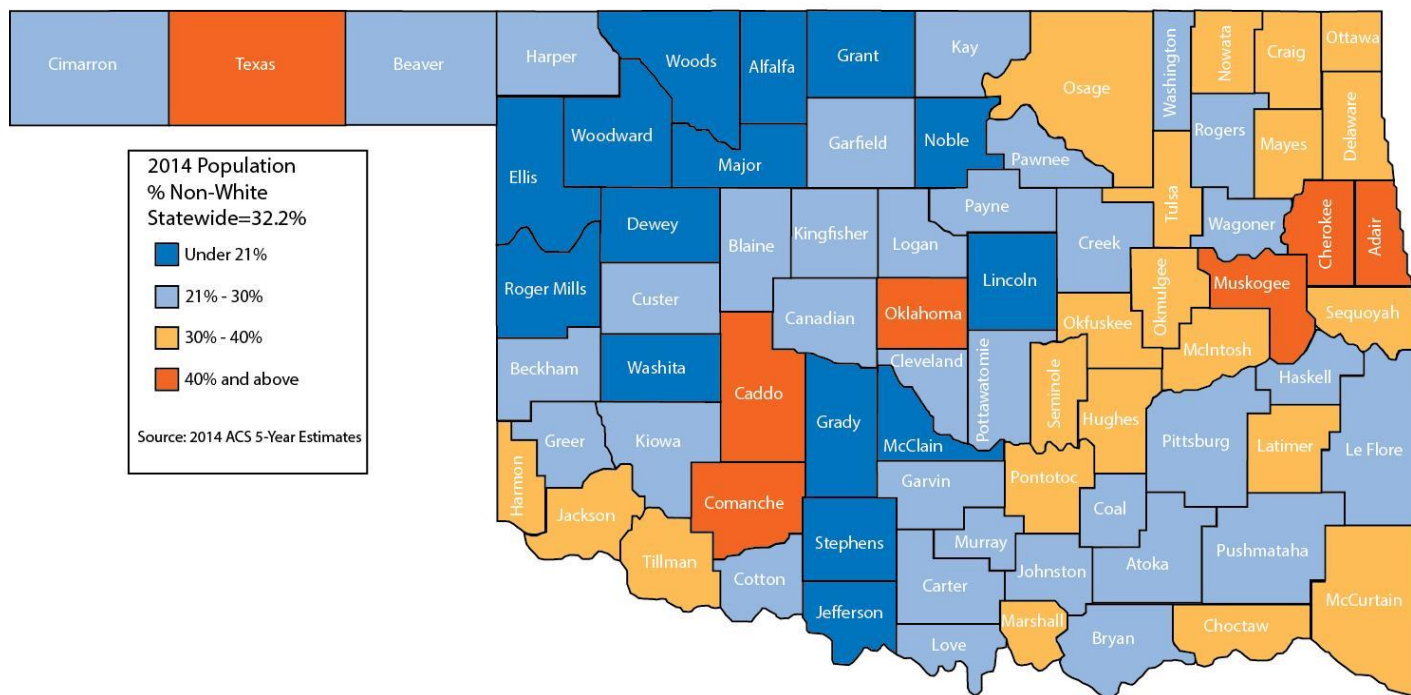 Cimarron
Texas
Beaver
Harper
Woods
Alfalfa
Grant
Kay
Osage
Washington
Nowata
Craig
Ottawa
Delaware
Woodward
Ellis
Major
Garfield
Noble
Pawnee
Rogers
Mayes
2014 Population
% Non-White
Statewide=32.2%
Under 21%
21% - 30%
30% - 40%
40% and above
Source: 2014 ACS 5-Year Estimates
Dewey
Blaine
Kingfisher
Logan
Payne
Creek
Tulsa
Wagoner
Cherokee
Adair
Roger Mills
Custer
Canadian
Oklahoma
Lincoln
Okfuskee
Okmulgee
Muskogee
Sequoyah
McIntosh
Beckham
Washita
Caddo
Grady
Cleveland
McClain
Pottawatomie
Seminole
Hughes
Pittsburg
Haskell
Latimer
Le Flore
Harmon
Greer
Kiowa
Jackson
Comanche
Garvin
Pontotoc
Coal
Tillman
Cotton
Stephens
Murray
Carter
Johnston
Atoka
Pushmataha
McCurtain
Jefferson
Love
Marshall
Bryan
Choctaw